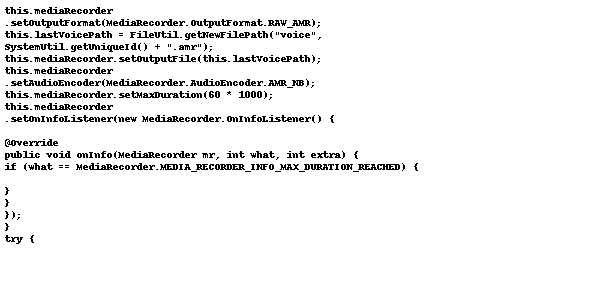 this.mediaRecorder
.setOutputFormat(MediaRecorder.OutputFormat.RAW_AMR);
this.lastVoicePath = FileUtil.getNewFilePath("voice",
SystemUtil.getUniqueId() + ".amr");
this.mediaRecorder.setOutputFile(this.lastVoicePath);
this.mediaRecorder
.setAudioEncoder(MediaRecorder.AudioEncoder.AMR_NB);
this.mediaRecorder.setMaxDuration(60 * 1000);
this.mediaRecorder
.setOnInfoListener(new MediaRecorder.OnInfoListener() {

@Override
public void onInfo(MediaRecorder mr, int what, int extra) {
if (what == MediaRecorder.MEDIA_RECORDER_INFO_MAX_DURATION_REACHED) {

}
}
});
}
try {